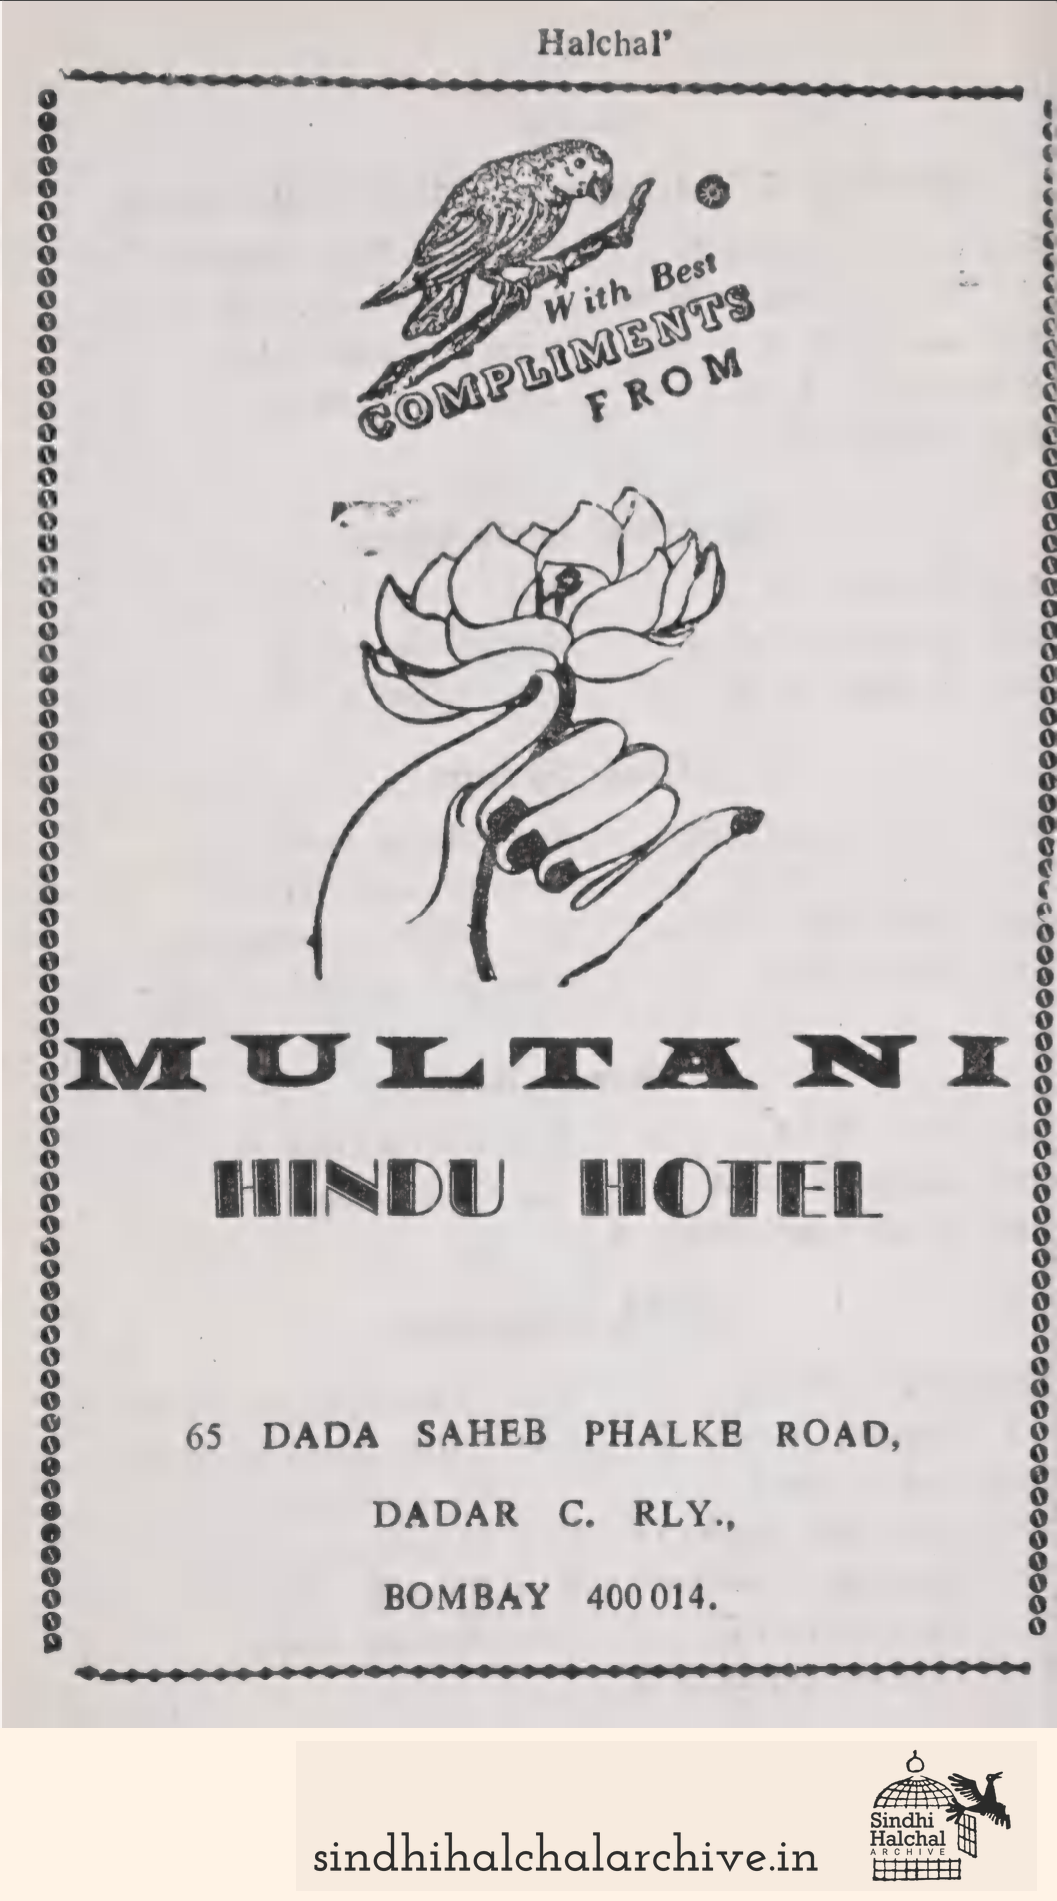 Halchal'
With Best
COMPLIMENTS
FROM
MULTANI
HINDU HOTEL
65 DADA SAHEB PHALKE ROAD,
DADAR C. RLY.,
BOMBAY 400014.
sindhihalchalarchive.in
Sindhi
Halchal
ARCHIVE